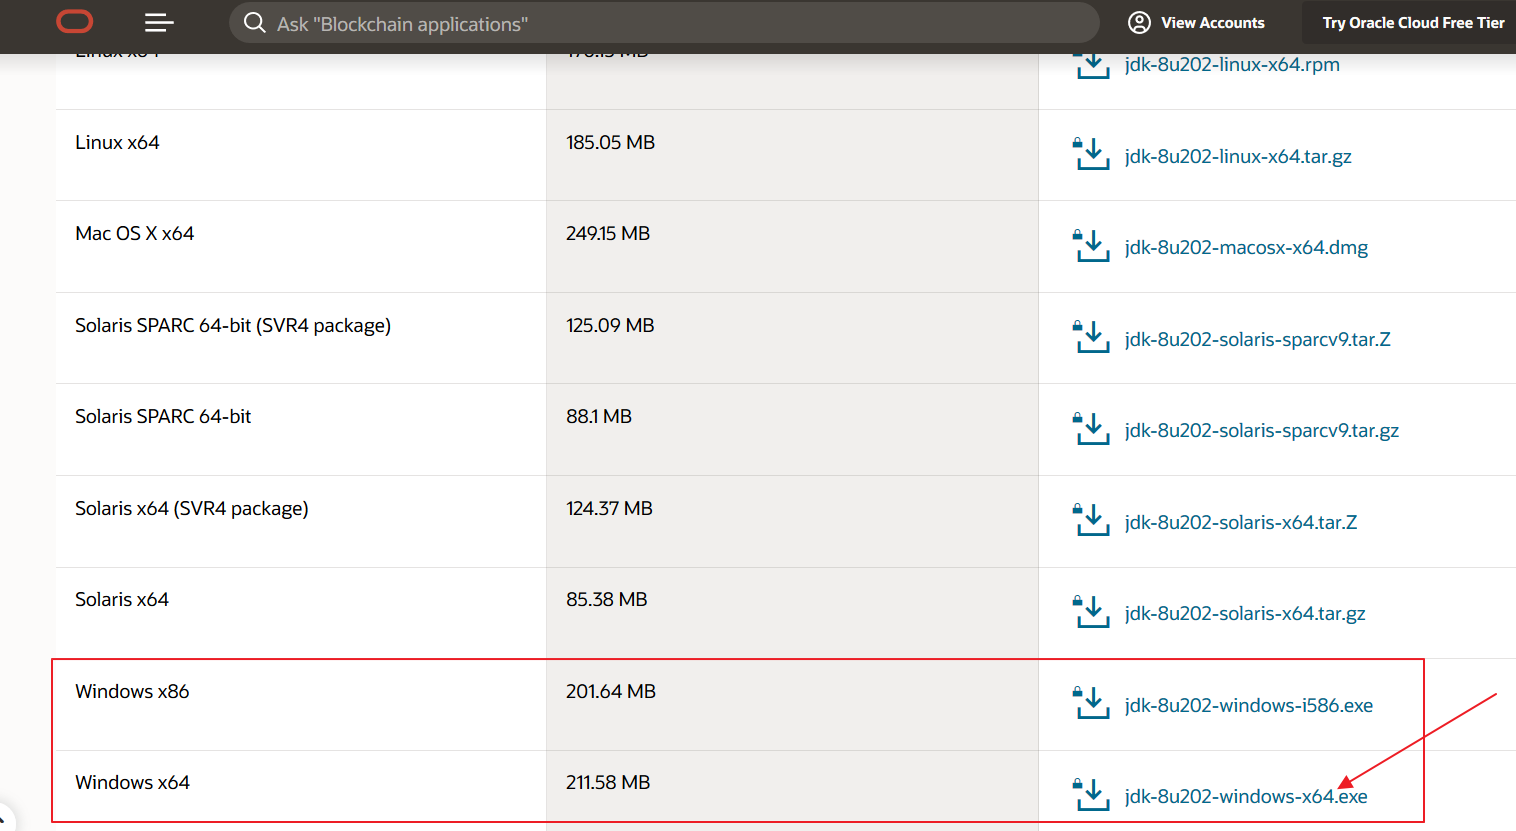 Ask "Blockchain applications"
View Accounts
Try Oracle Cloud Free Tier
jdk-8u202-linux-x64.rpm
Linux x64
185.05 MB
jdk-8u202-linux-x64.tar.gz
Mac OS X x64
249.15 MB
jdk-8u202-macosx-x64.dmg
Solaris SPARC 64-bit (SVR4 package)
125.09 MB
jdk-8u202-solaris-sparcv9.tar.Z
Solaris SPARC 64-bit
88.1 MB
jdk-8u202-solaris-sparcv9.tar.gz
Solaris x64 (SVR4 package)
124.37 MB
jdk-8u202-solaris-x64.tar.Z
Solaris x64
85.38 MB
jdk-8u202-solaris-x64.tar.gz
Windows x86
201.64 MB
jdk-8u202-windows-i586.exe
Windows x64
211.58 MB
jdk-8u202-windows-x64.exe